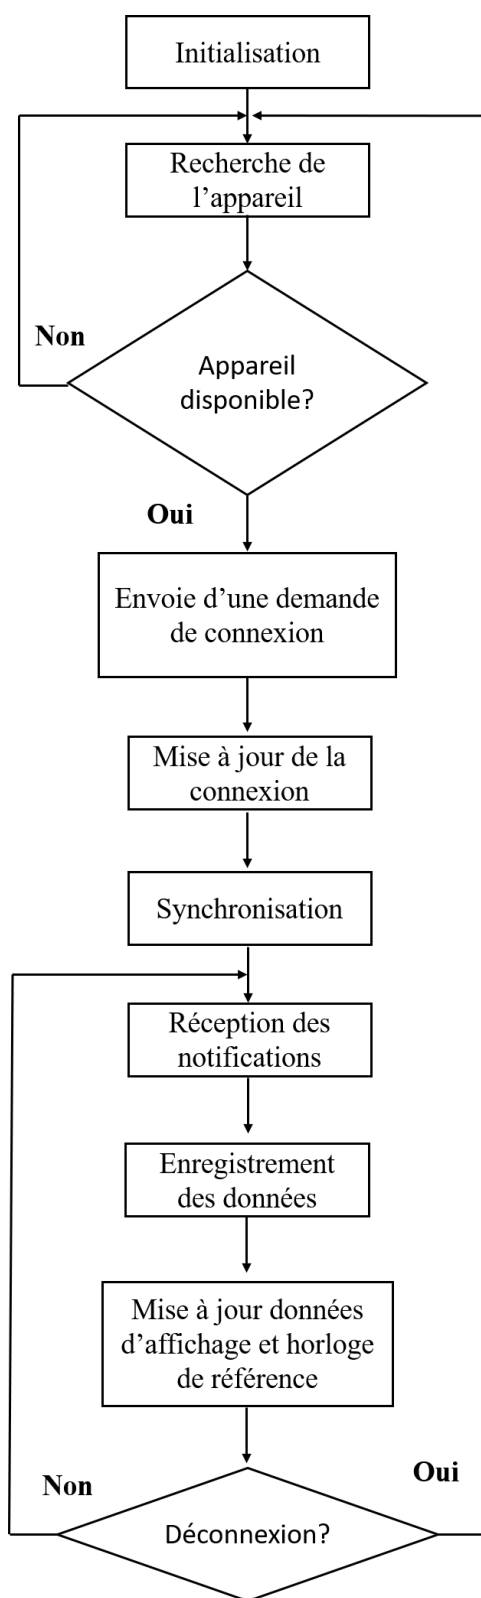 Initialisation
Recherche de
l’appareil
Non
Appareil
disponible?
Oui
Envoie d’une demande
de connexion
Mise à jour de la
connexion
Synchronisation
Réception des
notifications
Enregistrement
des données
Mise à jour données
d’affichage et horloge
de référence
Non
Oui
Déconnexion?